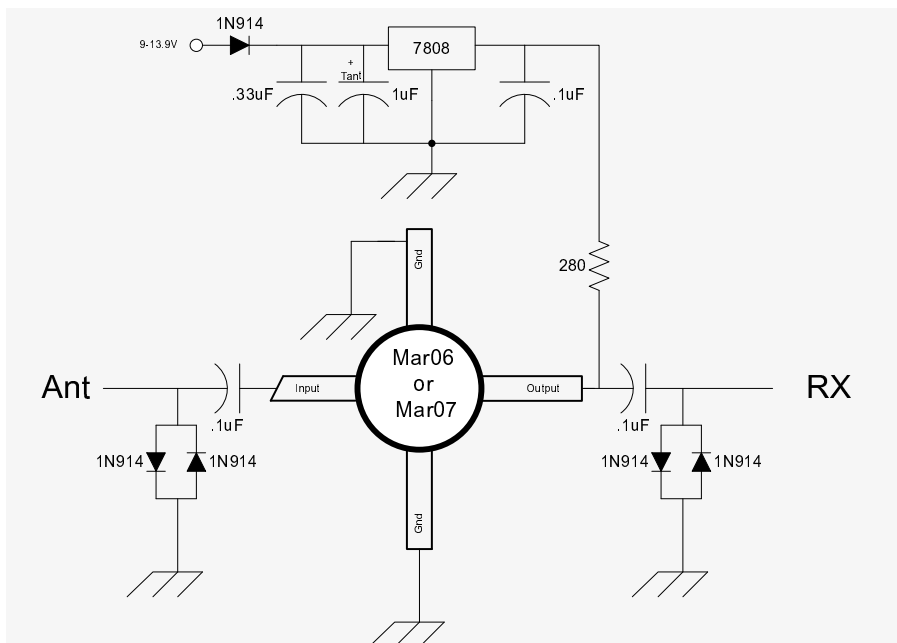 1N914
9-13.9V
7808
+
Tant
.33uF
1uF
.1uF
Gnd
280
Mar06
or
Mar07
Ant
Input
Output
RX
.1uF
.1uF
1N914
1N914
1N914
1N914
Gnd